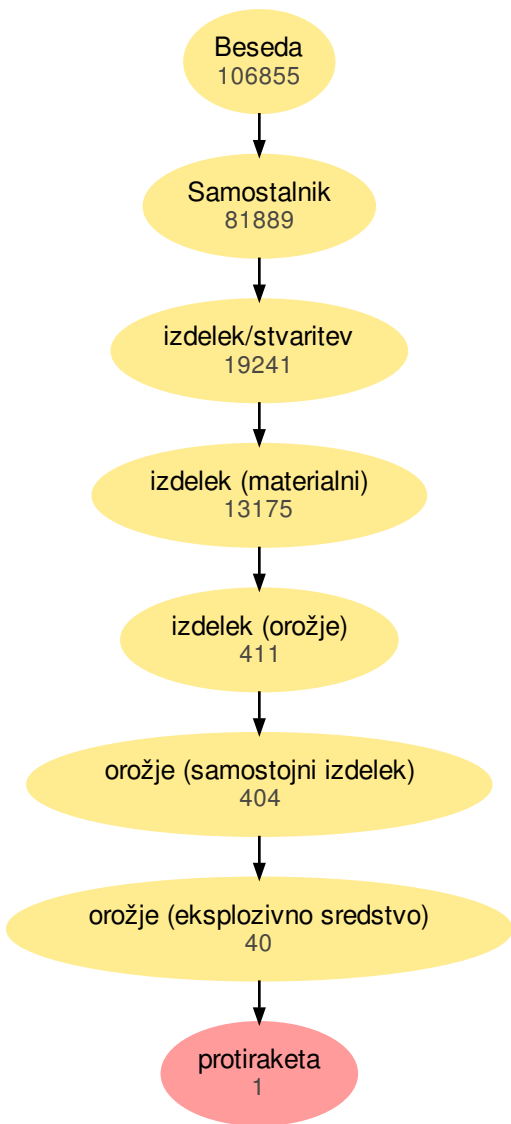 Beseda
106855
Samostalnik
81889
izdelek/stvaritev
19241
izdelek (materialni)
13175
izdelek (orožje)
411
orožje (samostojni izdelek)
404
orožje (eksplozivno sredstvo)
40
protiraketa
1